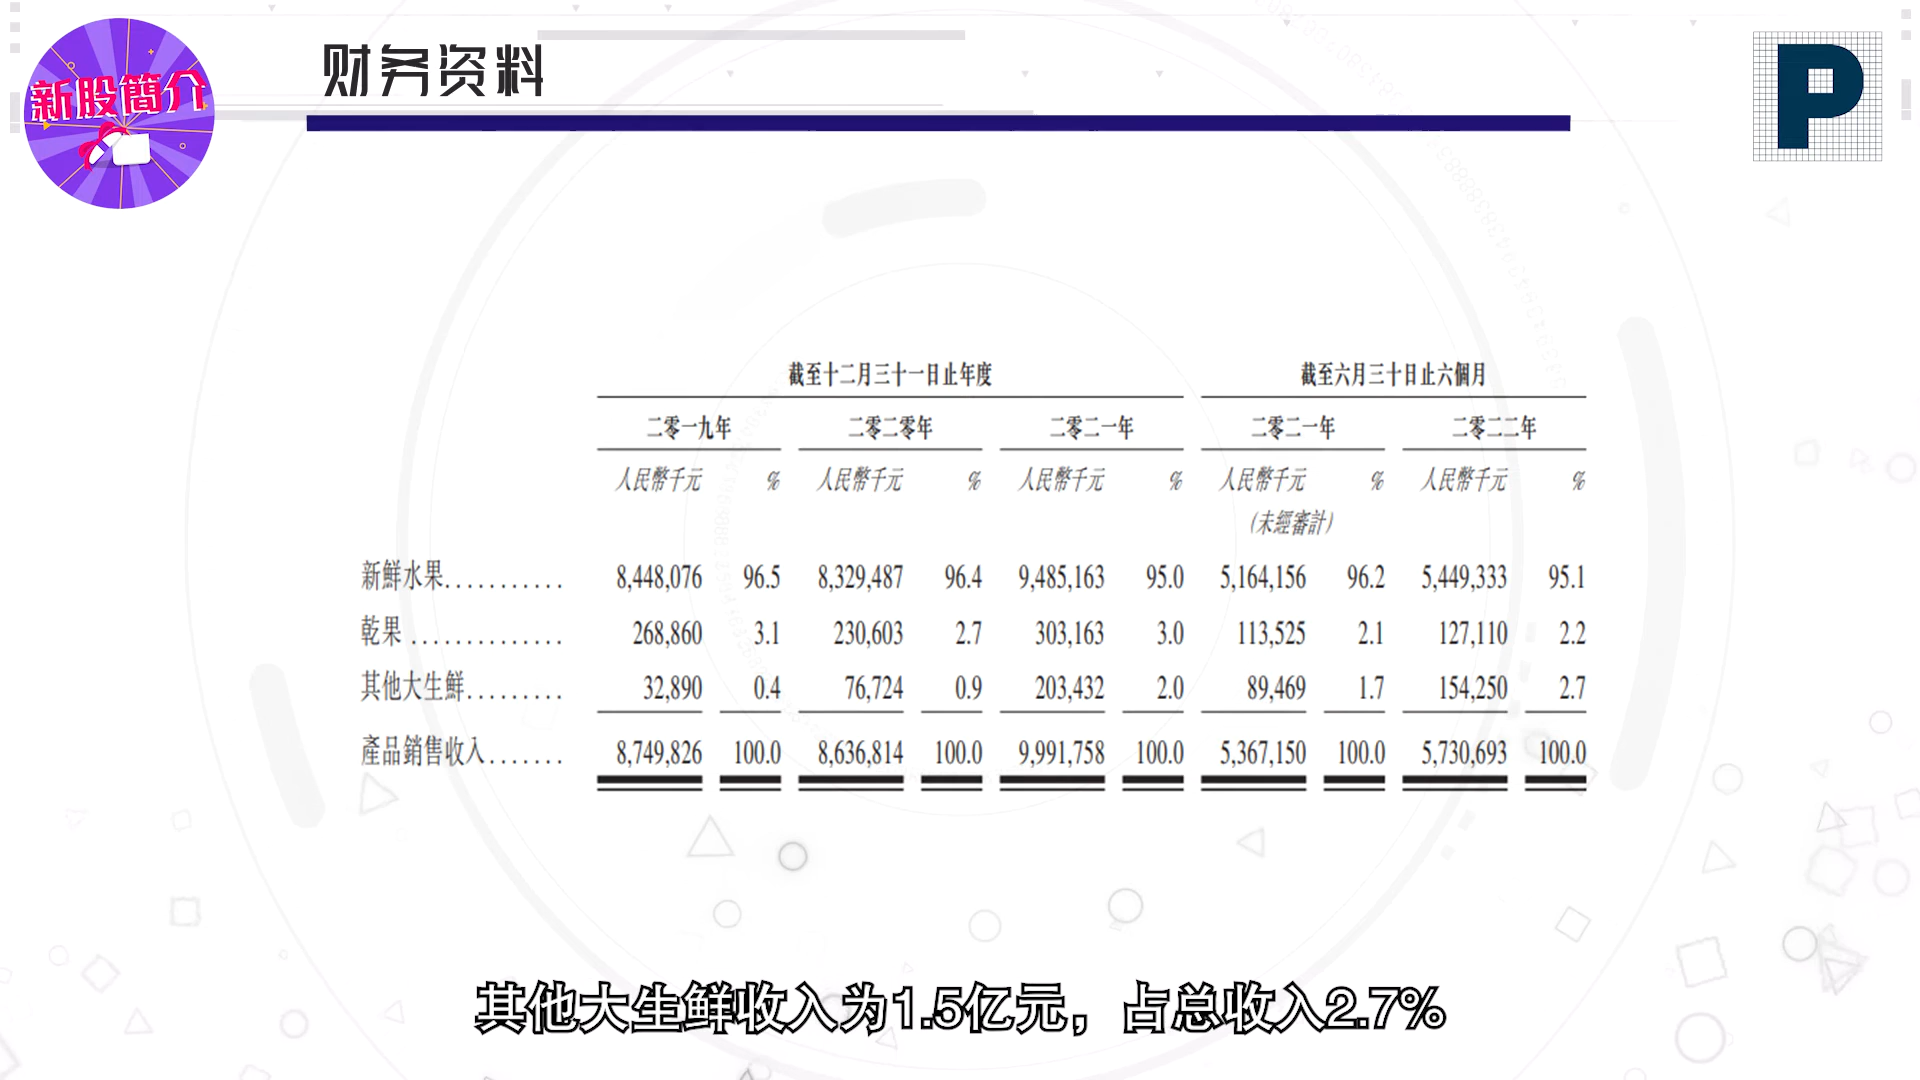 新股簡介
财务资料
P
截至十二月三十一日止年度 截至六月三十日止六個月
二零一九年 二零二零年 二零二一年 二零二一年 二零二二年
人民幣千元 % 人民幣千元 % 人民幣千元 % 人民幣千元 % 人民幣千元 %
(未經審計)
新鮮水果........... 8,448,076 96.5 8,329,487 96.4 9,485,163 95.0 5,164,156 96.2 5,449,333 95.1
乾果.............. 268,860 3.1 230,603 2.7 303,163 3.0 113,525 2.1 127,110 2.2
其他大生鮮......... 32,890 0.4 76,724 0.9 203,432 2.0 89,469 1.7 154,250 2.7
產品銷售收入....... 8,749,826 100.0 8,636,814 100.0 9,991,758 100.0 5,367,150 100.0 5,730,693 100.0
其他大生鲜收入为1.5亿元，占总收入2.7%